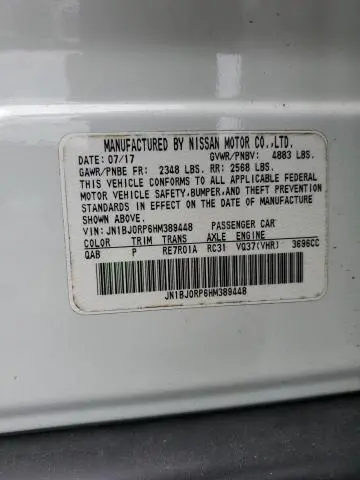 MANUFACTURED BY NISSAN MOTOR CO.,LTD.
DATE: 07/17 GVWR/PNBV: 4883 LBS.
GAWR/PNBE FR: 2348 LBS. RR: 2568 LBS.
THIS VEHICLE CONFORMS TO ALL APPLICABLE FEDERAL
MOTOR VEHICLE SAFETY, BUMPER, AND THEFT PREVENTION
STANDARDS IN EFFECT ON THE DATE OF MANUFACTURE
SHOWN ABOVE.
VIN: JN1BJ0RP6HM389448 PASSENGER CAR
COLOR TRIM TRANS AXLE ENGINE
QAB P RE7R01A RC31 VQ37(VHR) 3696CC
JN1BJ0RP6HM389448